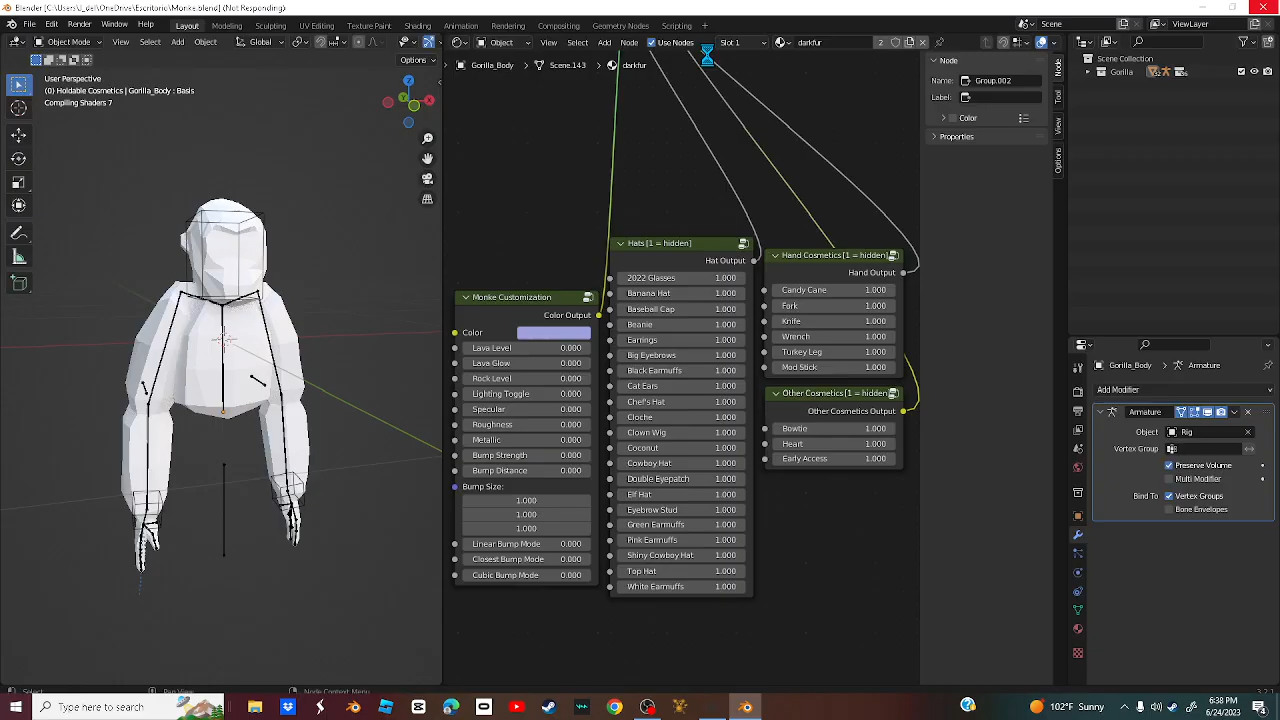 Blender [C:\Users\_Uel\OneDrive\Escritorio\Monkes.blend] (Not Responding)
File Edit Render Window Help Layout Modeling Sculpting UV Editing Texture Paint Shading Animation Rendering Compositing Geometry Nodes Scripting + Scene ViewLayer
Object Mode View Select Add Object Global
Object View Select Add Node Use Nodes Slot 1 darkfur 2
Options
Gorilla_Body Scene.143 darkfur
User Perspective
(0) Holdable Cosmetics | Gorilla_Body : Basis
Compiling Shaders 7
Z
Y
X
Node
Name: Group.002
Label:
Color
Properties
Node
Tool
View
Options
Scene Collection
Gorilla
Monke Customization
Color Output
Color
Lava Level 0.000
Lava Glow 0.000
Rock Level 0.000
Lighting Toggle 0.000
Specular 0.000
Roughness 0.000
Metallic 0.000
Bump Strength 0.000
Bump Distance 0.000
Bump Size:
1.000
1.000
1.000
Linear Bump Mode 0.000
Closest Bump Mode 0.000
Cubic Bump Mode 0.000
Hats [1 = hidden]
Hat Output
2022 Glasses 1.000
Banana Hat 1.000
Baseball Cap 1.000
Beanie 1.000
Earrings 1.000
Big Eyebrows 1.000
Black Earmuffs 1.000
Cat Ears 1.000
Chef's Hat 1.000
Cloche 1.000
Clown Wig 1.000
Coconut 1.000
Cowboy Hat 1.000
Double Eyepatch 1.000
Elf Hat 1.000
Eyebrow Stud 1.000
Green Earmuffs 1.000
Pink Earmuffs 1.000
Shiny Cowboy Hat 1.000
Top Hat 1.000
White Earmuffs 1.000
Hand Cosmetics [1 = hidden]
Hand Output
Candy Cane 1.000
Fork 1.000
Knife 1.000
Wrench 1.000
Turkey Leg 1.000
Mod Stick 1.000
Other Cosmetics [1 = hidden]
Other Cosmetics Output
Bowtie 1.000
Heart 1.000
Early Access 1.000
Gorilla_Body Armature
Add Modifier
Armature
Object Rig
Vertex Group
Preserve Volume
Multi Modifier
Bind To Vertex Groups
Bone Envelopes
Select Pan View Node Context Menu
Type here to search
102°F Sunny
6:38 PM
6/24/2023